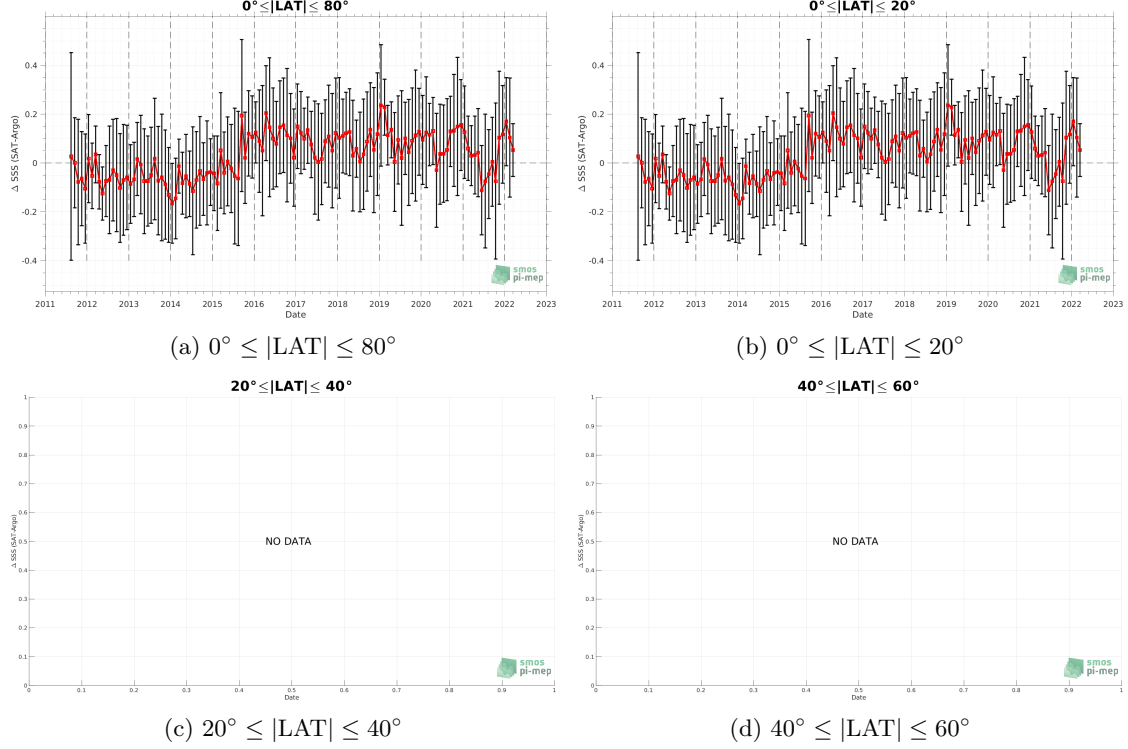 0°≤|LAT|≤ 80°
Δ SSS (SAT-Argo)
0.4
0.2
0
-0.2
-0.4
2011 2012 2013 2014 2015 2016 2017 2018 2019 2020 2021 2022 2023
Date
smos
pi-mep
(a) 0° ≤ |LAT| ≤ 80°
0°≤|LAT|≤ 20°
Δ SSS (SAT-Argo)
0.4
0.2
0
-0.2
-0.4
2011 2012 2013 2014 2015 2016 2017 2018 2019 2020 2021 2022 2023
Date
smos
pi-mep
(b) 0° ≤ |LAT| ≤ 20°
20°≤|LAT|≤ 40°
Δ SSS (SAT-Argo)
1
0.9
0.8
0.7
0.6
0.5
0.4
0.3
0.2
0.1
0
NO DATA
0 0.1 0.2 0.3 0.4 0.5 0.6 0.7 0.8 0.9 1
Date
smos
pi-mep
(c) 20° ≤ |LAT| ≤ 40°
40°≤|LAT|≤ 60°
Δ SSS (SAT-Argo)
1
0.9
0.8
0.7
0.6
0.5
0.4
0.3
0.2
0.1
0
NO DATA
0 0.1 0.2 0.3 0.4 0.5 0.6 0.7 0.8 0.9 1
Date
smos
pi-mep
(d) 40° ≤ |LAT| ≤ 60°